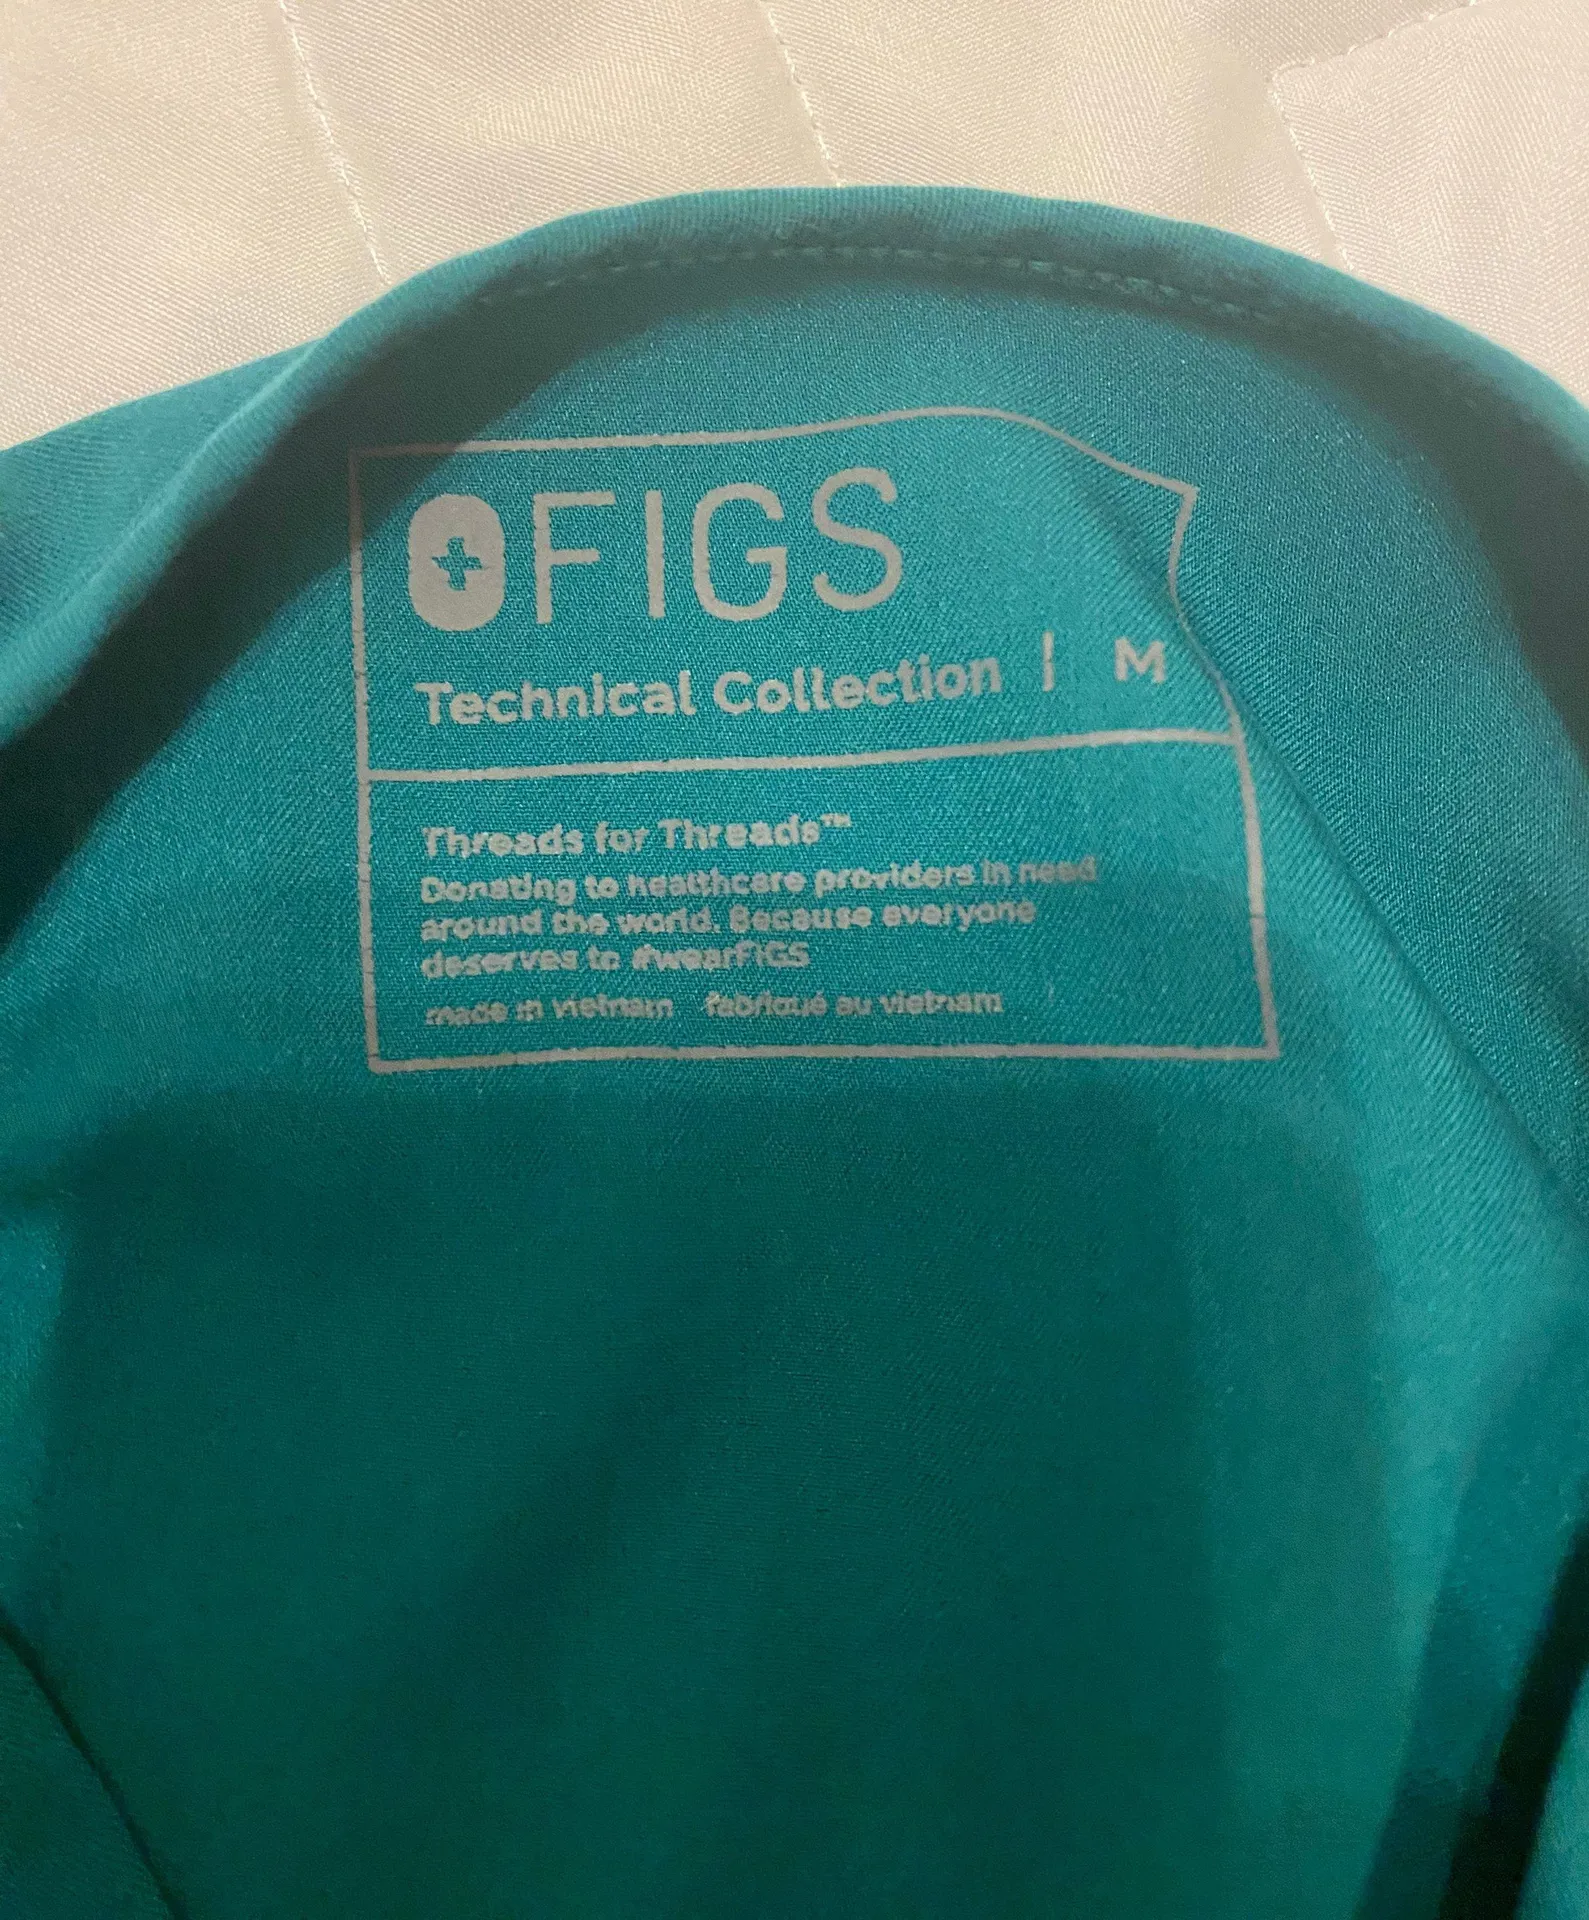 FIGS
Technical Collection | M
Threads for Threads™
Donating to healthcare providers in need
around the world. Because everyone
deserves to #wearFIGS
made in vietnam fabriqué au vietnam